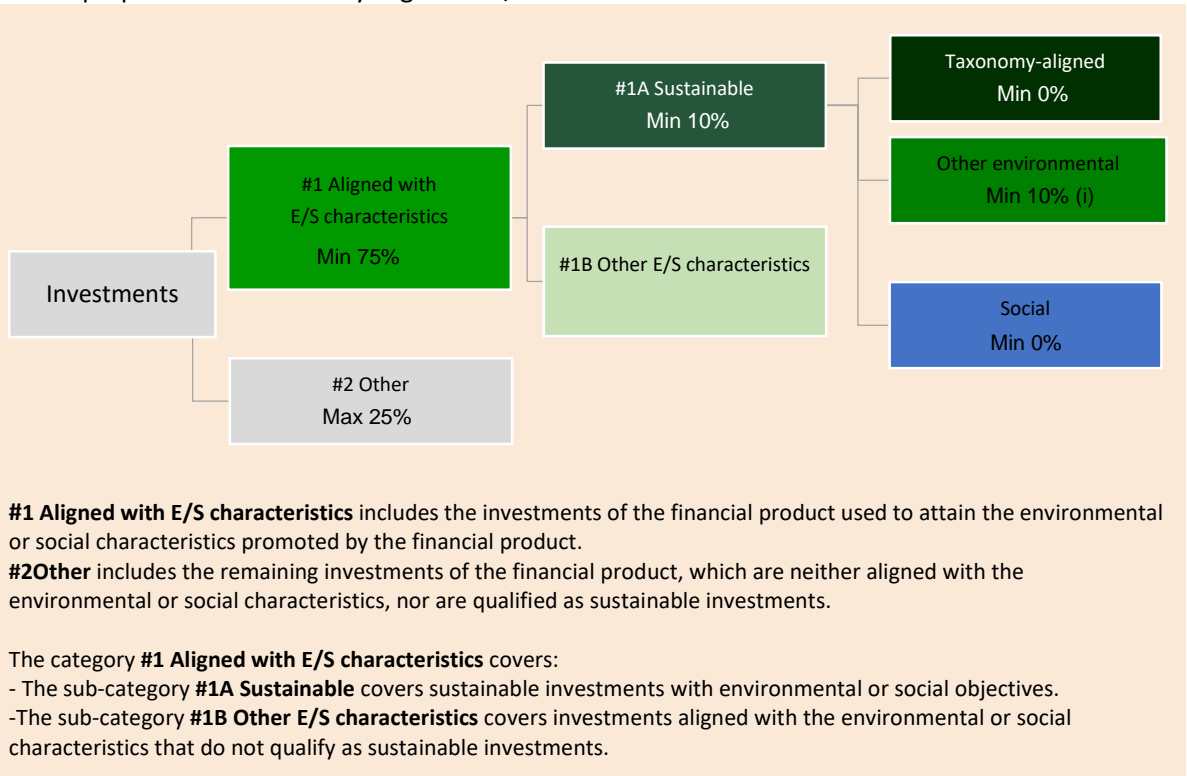 Taxonomy-aligned
Min 0%
#1A Sustainable
Min 10%
Other environmental
Min 10% (i)
#1 Aligned with
E/S characteristics
Min 75%
#1B Other E/S characteristics
Investments
Social
Min 0%
#2 Other
Max 25%
#1 Aligned with E/S characteristics includes the investments of the financial product used to attain the environmental
or social characteristics promoted by the financial product.
#2Other includes the remaining investments of the financial product, which are neither aligned with the
environmental or social characteristics, nor are qualified as sustainable investments.
The category #1 Aligned with E/S characteristics covers:
- The sub-category #1A Sustainable covers sustainable investments with environmental or social objectives.
-The sub-category #1B Other E/S characteristics covers investments aligned with the environmental or social
characteristics that do not qualify as sustainable investments.